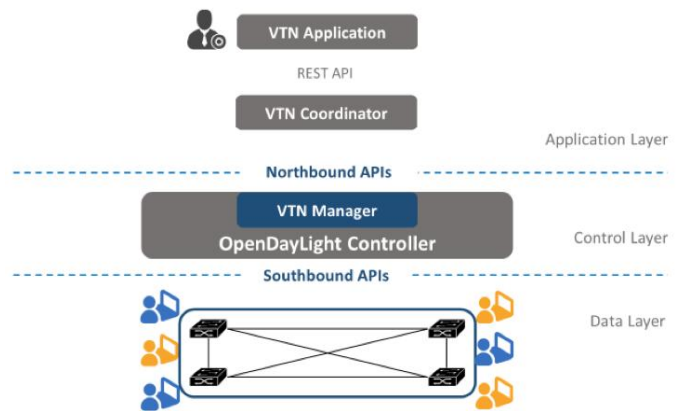 VTN Application
REST API
VTN Coordinator
Application Layer
Northbound APIs
VTN Manager
OpenDayLight Controller
Control Layer
Southbound APIs
Data Layer